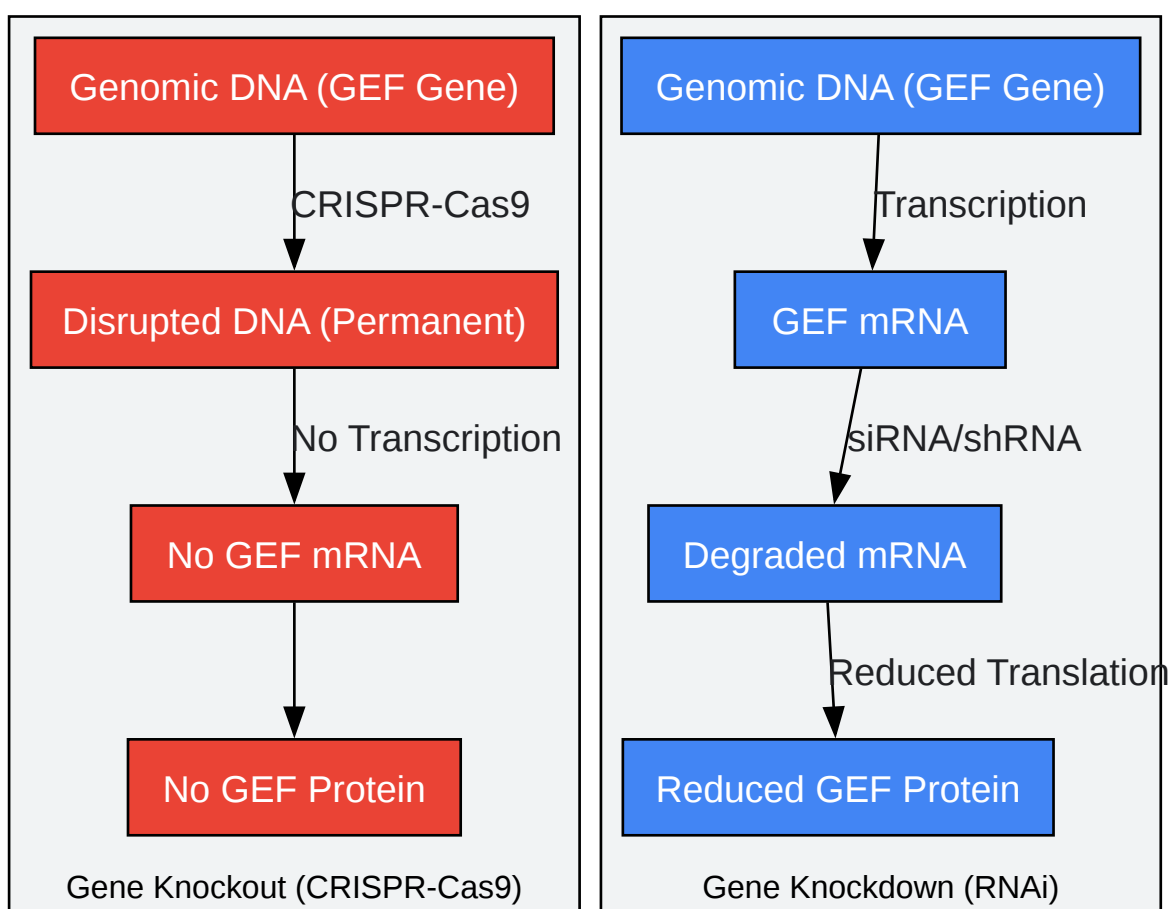 Genomic DNA (GEF Gene)
CRISPR-Cas9
Disrupted DNA (Permanent)
No Transcription
No GEF mRNA
No GEF Protein
Gene Knockout (CRISPR-Cas9)
Genomic DNA (GEF Gene)
Transcription
GEF mRNA
siRNA/shRNA
Degraded mRNA
Reduced Translation
Reduced GEF Protein
Gene Knockdown (RNAi)